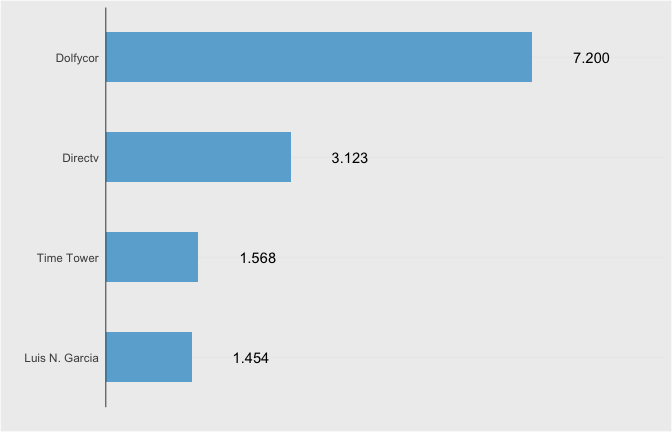 Dolfycor 7.200
Directv 3.123
Time Tower 1.568
Luis N. Garcia 1.454